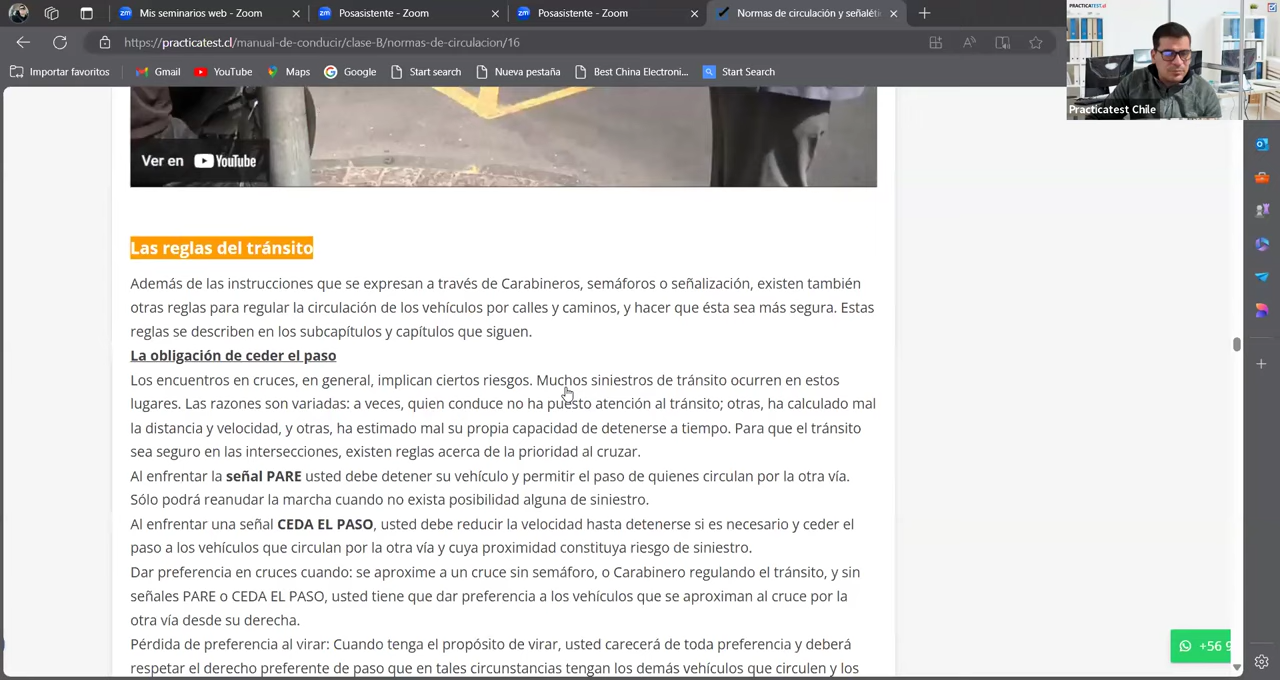 Mis seminarios web - Zoom
Posasistente - Zoom
Posasistente - Zoom
Normas de circulación y señaléti
https://practicatest.cl/manual-de-conducir/clase-B/normas-de-circulacion/16
Importar favoritos
Gmail
YouTube
Maps
Google
Start search
Nueva pestaña
Best China Electroni...
Start Search
PRACTICATEST.cl
Practicatest Chile
Ver en YouTube
Las reglas del tránsito
Además de las instrucciones que se expresan a través de Carabineros, semáforos o señalización, existen también
otras reglas para regular la circulación de los vehículos por calles y caminos, y hacer que ésta sea más segura. Estas
reglas se describen en los subcapítulos y capítulos que siguen.
La obligación de ceder el paso
Los encuentros en cruces, en general, implican ciertos riesgos. Muchos siniestros de tránsito ocurren en estos
lugares. Las razones son variadas: a veces, quien conduce no ha puesto atención al tránsito; otras, ha calculado mal
la distancia y velocidad, y otras, ha estimado mal su propia capacidad de detenerse a tiempo. Para que el tránsito
sea seguro en las intersecciones, existen reglas acerca de la prioridad al cruzar.
Al enfrentar la señal PARE usted debe detener su vehículo y permitir el paso de quienes circulan por la otra vía.
Sólo podrá reanudar la marcha cuando no exista posibilidad alguna de siniestro.
Al enfrentar una señal CEDA EL PASO, usted debe reducir la velocidad hasta detenerse si es necesario y ceder el
paso a los vehículos que circulan por la otra vía y cuya proximidad constituya riesgo de siniestro.
Dar preferencia en cruces cuando: se aproxime a un cruce sin semáforo, o Carabinero regulando el tránsito, y sin
señales PARE o CEDA EL PASO, usted tiene que dar preferencia a los vehículos que se aproximan al cruce por la
otra vía desde su derecha.
Pérdida de preferencia al virar: Cuando tenga el propósito de virar, usted carecerá de toda preferencia y deberá
respetar el derecho preferente de paso que en tales circunstancias tengan los demás vehículos que circulen y los
+56 9